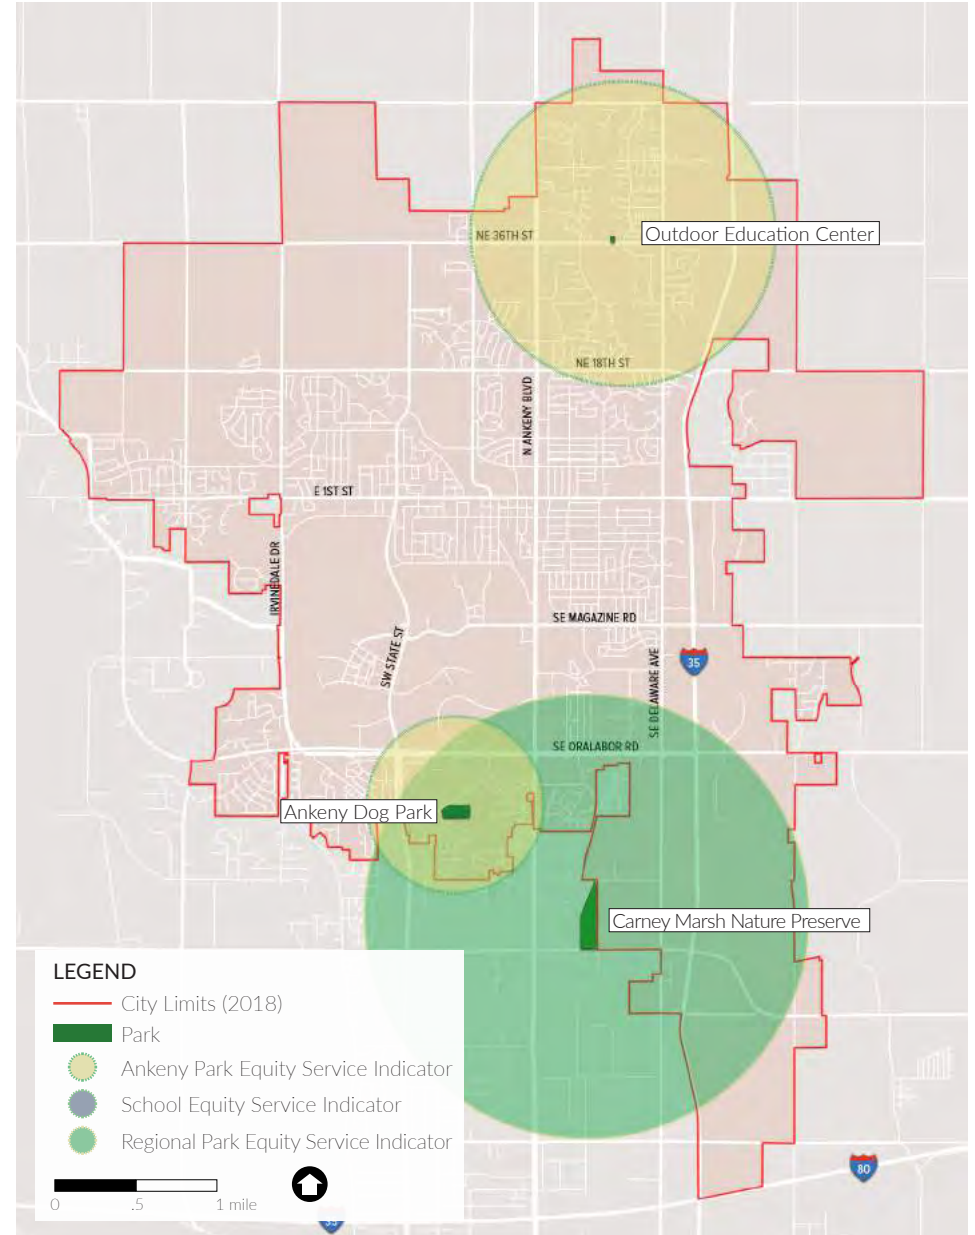 Outdoor Education Center
NE 36TH ST
NE 18TH ST
N ANKENY BLVD
E 1ST ST
IRVINEDALE DR
SE MAGAZINE RD
SW STATE ST
35
SE DELAWARE AVE
SE ORALABOR RD
Ankeny Dog Park
Carney Marsh Nature Preserve
LEGEND
City Limits (2018)
Park
Ankeny Park Equity Service Indicator
School Equity Service Indicator
Regional Park Equity Service Indicator
80
0 .5 1 mile
35